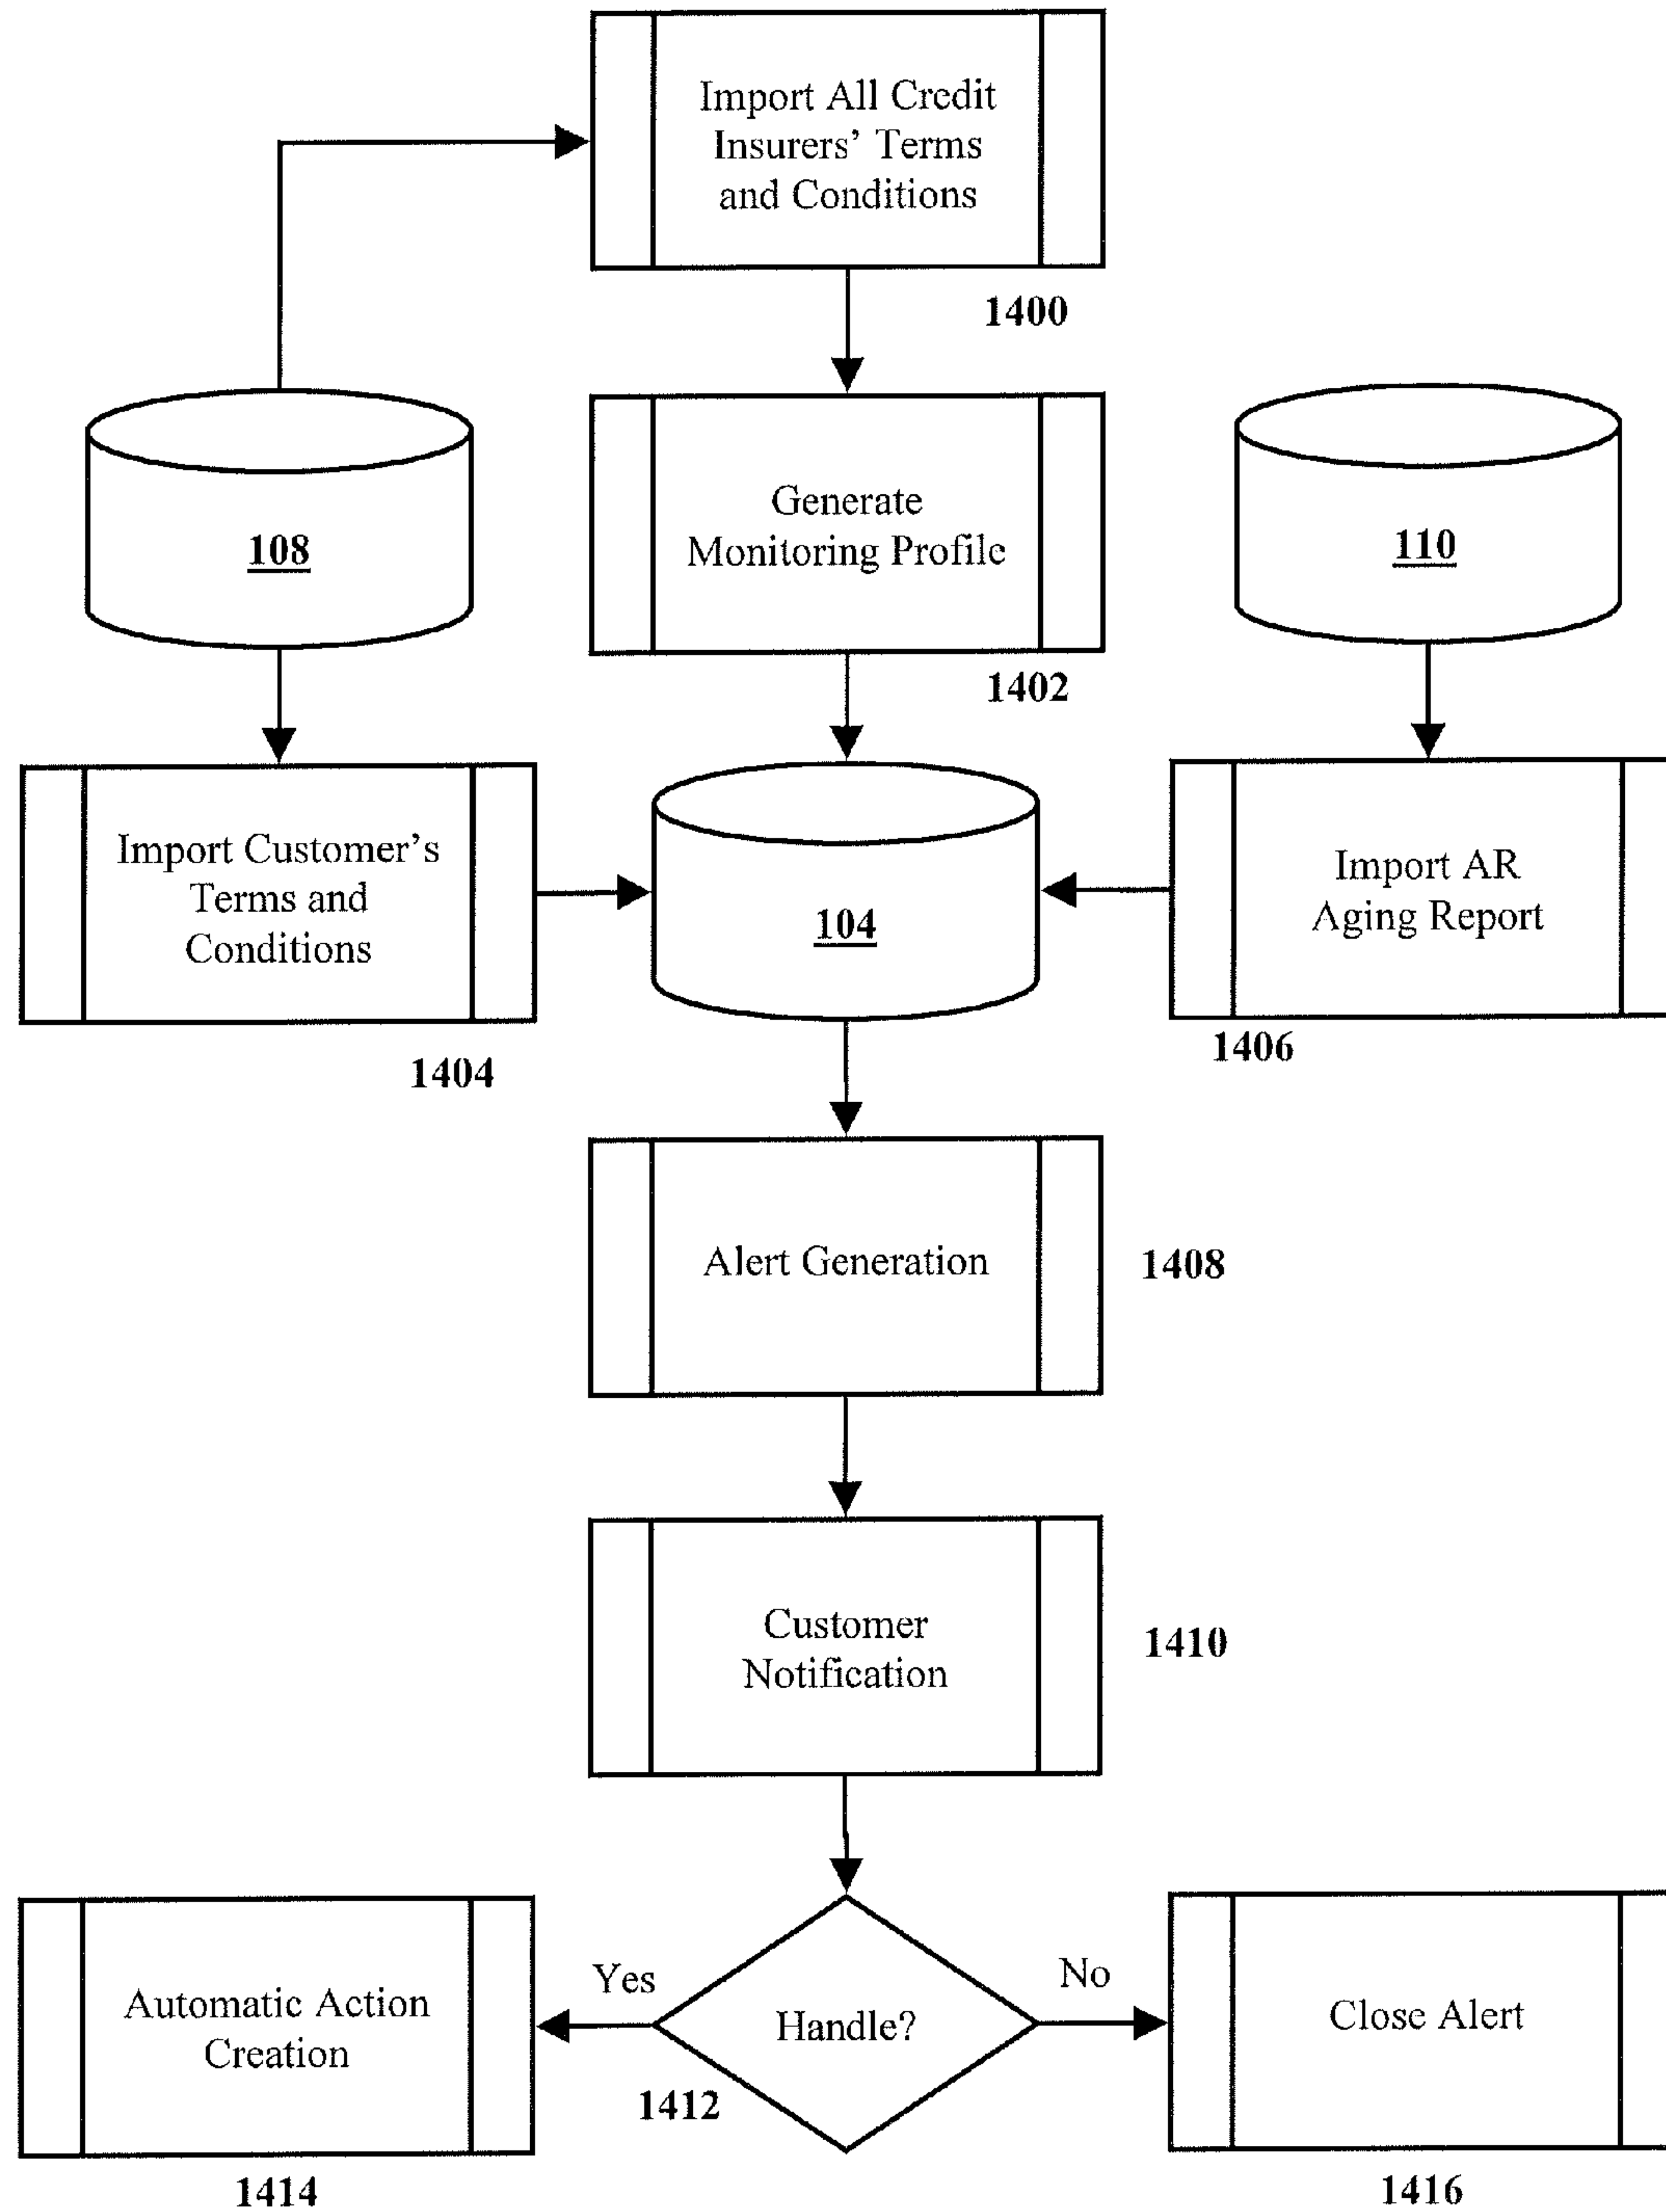 Import All Credit
Insurers' Terms
and Conditions
1400
108
Generate
Monitoring Profile
1402
110
Import Customer's
Terms and
Conditions
1404
104
Import AR
Aging Report
1406
Alert Generation
1408
Customer
Notification
1410
Automatic Action
Creation
1414
Yes
Handle?
1412
No
Close Alert
1416